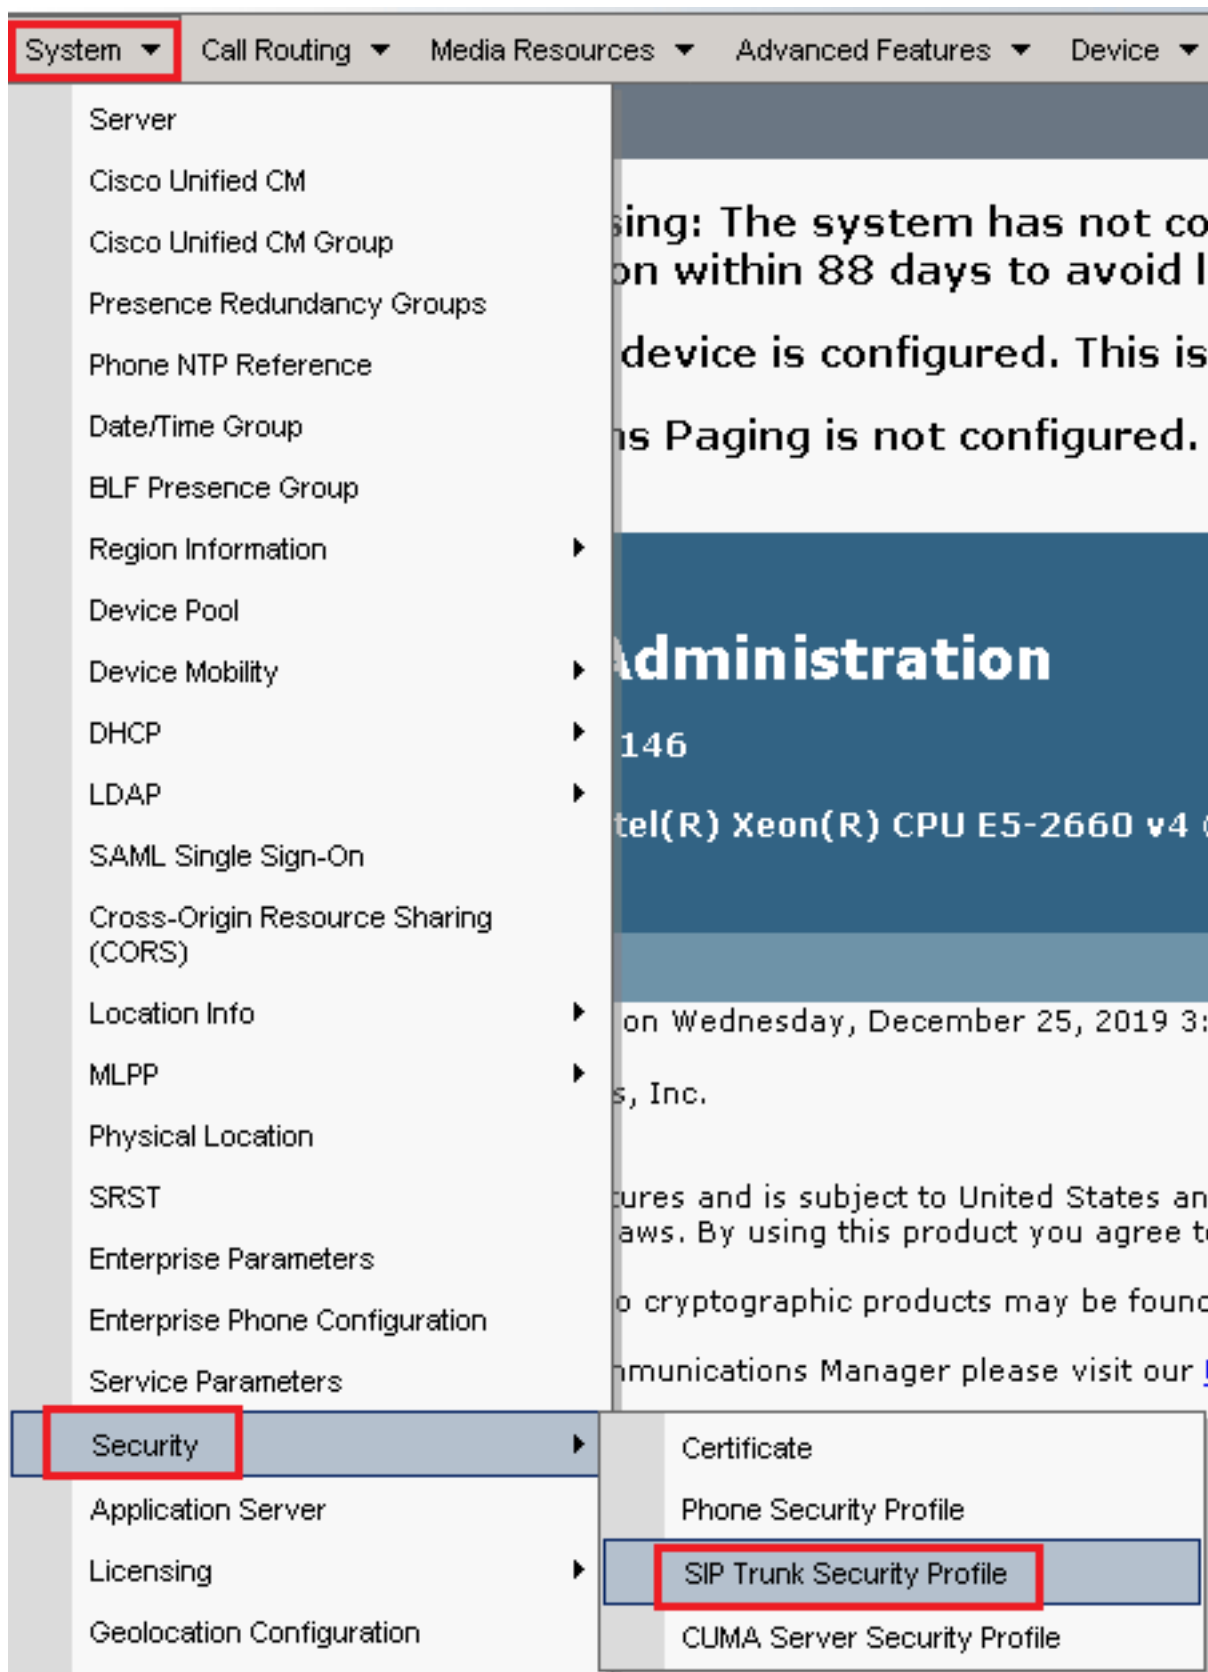 System
Call Routing
Media Resources
Advanced Features
Device
Server
Cisco Unified CM
Cisco Unified CM Group
Presence Redundancy Groups
Phone NTP Reference
Date/Time Group
BLF Presence Group
Region Information
Device Pool
Device Mobility
DHCP
LDAP
SAML Single Sign-On
Cross-Origin Resource Sharing
(CORS)
Location Info
MLPP
Physical Location
SRST
Enterprise Parameters
Enterprise Phone Configuration
Service Parameters
Security
Application Server
Licensing
Geolocation Configuration
Certificate
Phone Security Profile
SIP Trunk Security Profile
CUMA Server Security Profile
sing: The system has not co
on within 88 days to avoid l
device is configured. This is
ns Paging is not configured.
Administration
146
tel(R) Xeon(R) CPU E5-2660 v4
on Wednesday, December 25, 2019 3:
s, Inc.
tures and is subject to United States an
aws. By using this product you agree to
o cryptographic products may be found
mmunications Manager please visit our